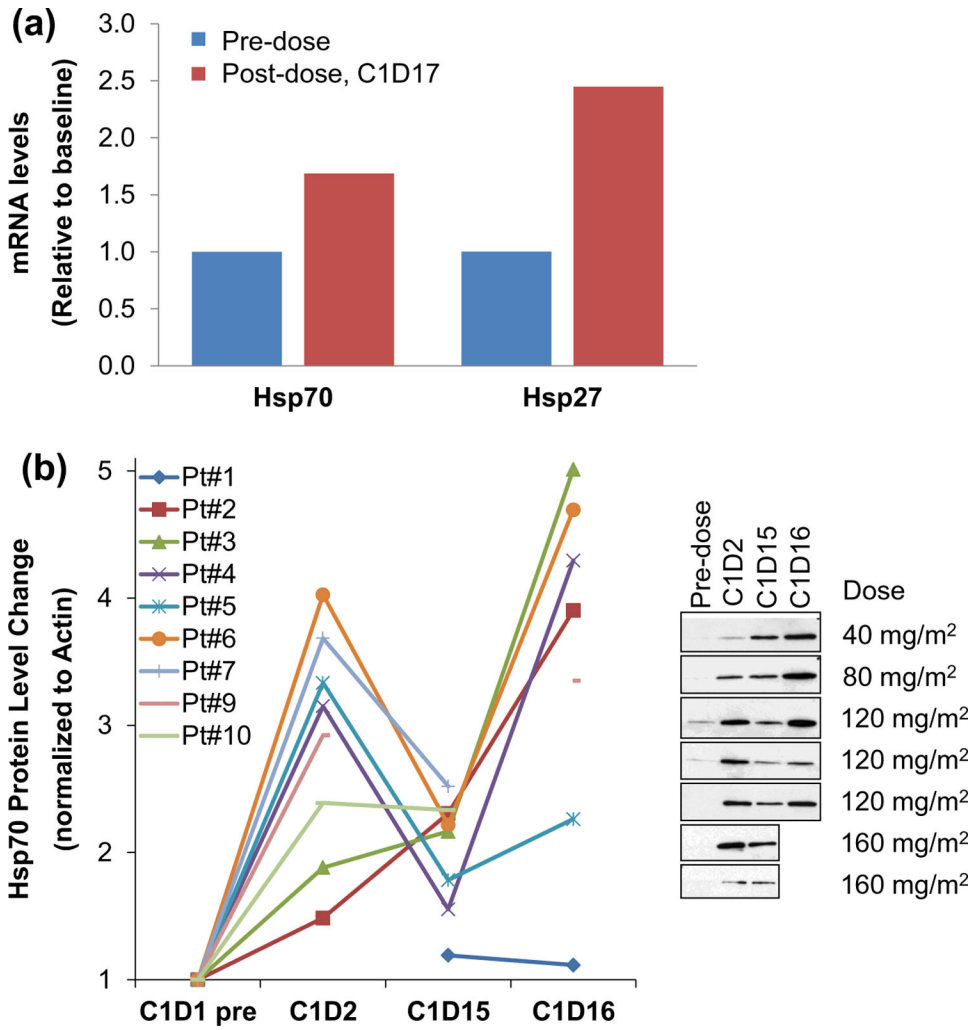 (a)
3.0
2.5
2.0
1.5
1.0
0.5
0.0
mRNA levels
(Relative to baseline)
Pre-dose
Post-dose, C1D17
Hsp70 Hsp27
(b)
5
4
3
2
1
Hsp70 Protein Level Change
(normalized to Actin)
Pt#1
Pt#2
Pt#3
Pt#4
Pt#5
Pt#6
Pt#7
Pt#9
Pt#10
C1D1 pre C1D2 C1D15 C1D16
Pre-dose
C1D2
C1D15
C1D16
Dose
40 mg/m²
80 mg/m²
120 mg/m²
120 mg/m²
120 mg/m²
160 mg/m²
160 mg/m²